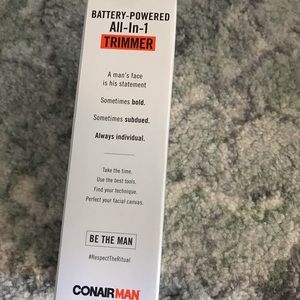 BATTERY-POWERED
All-In-1
TRIMMER
A man's face
is his statement
Sometimes bold.
Sometimes subdued.
Always individual.
Take the time.
Use the best tools.
Find your technique.
Perfect your facial canvas.
BE THE MAN
#RespectTheRitual
CONAIRMAN